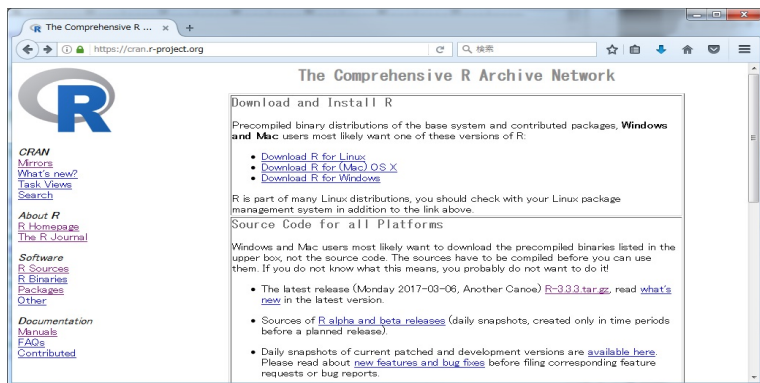 The Comprehensive R ...
https://cran.r-project.org
検索
The Comprehensive R Archive Network
R
CRAN
Mirrors
What's new?
Task Views
Search
About R
R Homepage
The R Journal
Software
R Sources
R Binaries
Packages
Other
Documentation
Manuals
FAQs
Contributed
Download and Install R
Precompiled binary distributions of the base system and contributed packages, Windows
and Mac users most likely want one of these versions of R:
• Download R for Linux
• Download R for (Mac) OS X
• Download R for Windows
R is part of many Linux distributions, you should check with your Linux package
management system in addition to the link above.
Source Code for all Platforms
Windows and Mac users most likely want to download the precompiled binaries listed in the
upper box, not the source code. The sources have to be compiled before you can use
them. If you do not know what this means, you probably do not want to do it!
• The latest release (Monday 2017-03-06, Another Canoe) R-3.3.3.tar.gz, read what's
new in the latest version.
• Sources of R alpha and beta releases (daily snapshots, created only in time periods
before a planned release).
• Daily snapshots of current patched and development versions are available here.
Please read about new features and bug fixes before filing corresponding feature
requests or bug reports.